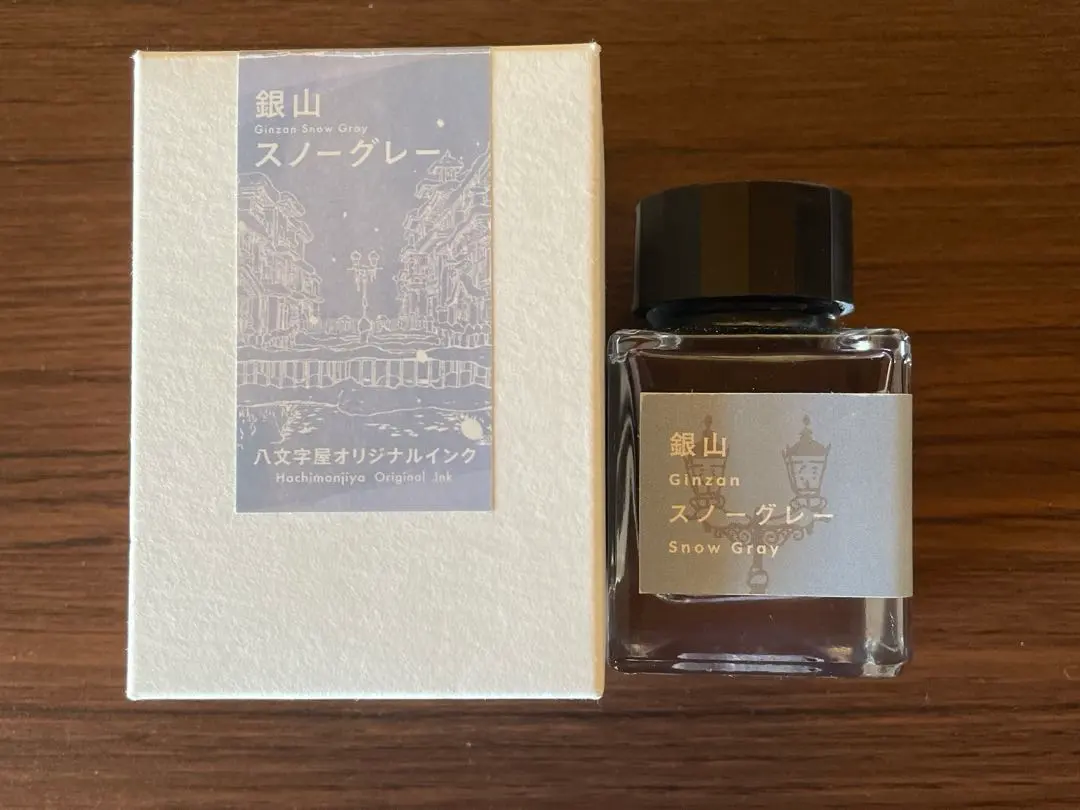 銀山
Ginzan Snow Gray
スノーグレー
八文字屋オリジナルインク
Hachimonjiya Original Ink
銀山
Ginzan
スノーグレー
Snow Gray